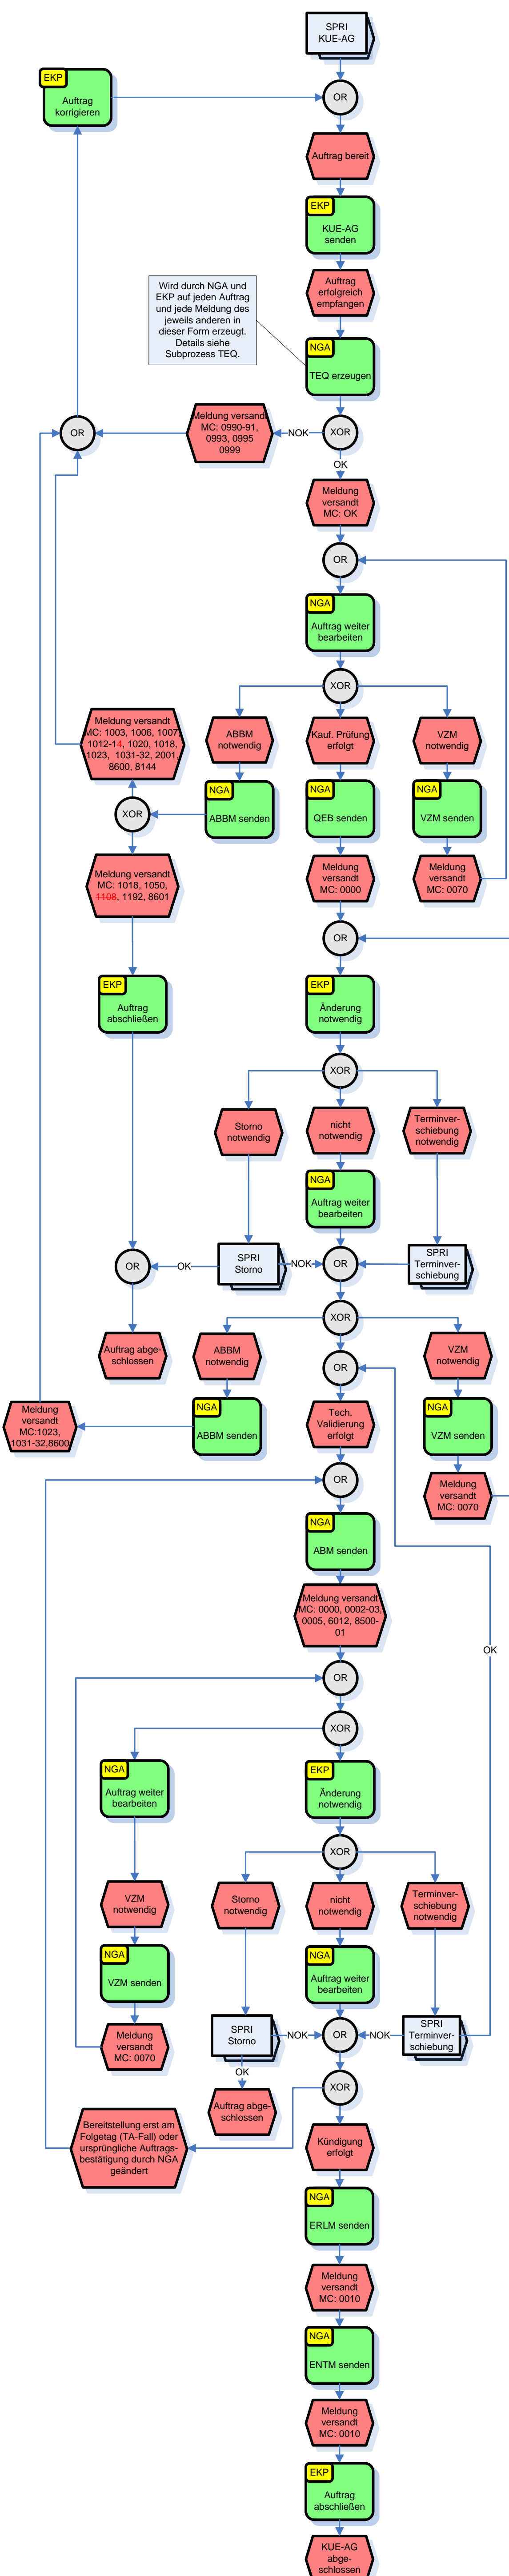 SPRI
KUE-AG
EKP
Auftrag
korrigieren
OR
Auftrag bereit
EKP
KUE-AG
senden
Auftrag
erfolgreich
empfangen
Wird durch NGA und
EKP auf jeden Auftrag
und jede Meldung des
jeweils anderen in
dieser Form erzeugt.
Details siehe
Subprozess TEQ.
NGA
TEQ erzeugen
OR
Meldung versandt
MC: 0990-91,
0993, 0995
0999
NOK
XOR
OK
Meldung
versandt
MC: OK
OR
NGA
Auftrag weiter
bearbeiten
XOR
Meldung versandt
MC: 1003, 1006, 1007,
1012-14, 1020, 1018,
1023, 1031-32, 2001,
8600, 8144
ABBM
notwendig
Kauf. Prüfung
erfolgt
VZM
notwendig
XOR
NGA
ABBM senden
NGA
QEB senden
NGA
VZM senden
Meldung versandt
MC: 1018, 1050,
1108, 1192, 8601
Meldung
versandt
MC: 0000
Meldung
versandt
MC: 0070
OR
EKP
Auftrag
abschließen
EKP
Änderung
notwendig
XOR
Storno
notwendig
nicht
notwendig
Terminver-
schiebung
notwendig
NGA
Auftrag weiter
bearbeiten
OR
OK
SPRI
Storno
NOK
OR
SPRI
Terminver-
schiebung
XOR
Auftrag abge-
schlossen
ABBM
notwendig
OR
VZM
notwendig
Meldung
versandt
MC:1023,
1031-32,8600
NGA
ABBM senden
Tech.
Validierung
erfolgt
NGA
VZM senden
OR
Meldung
versandt
MC: 0070
NGA
ABM senden
Meldung versandt
MC: 0000, 0002-03,
0005, 6012, 8500-
01
OK
OR
XOR
NGA
Auftrag weiter
bearbeiten
EKP
Änderung
notwendig
XOR
VZM
notwendig
Storno
notwendig
nicht
notwendig
Terminver-
schiebung
notwendig
NGA
VZM senden
NGA
Auftrag weiter
bearbeiten
Meldung
versandt
MC: 0070
SPRI
Storno
NOK
OR
NOK
SPRI
Terminver-
schiebung
OK
XOR
Auftrag abge-
schlossen
Bereitstellung erst am
Folgetag (TA-Fall) oder
ursprüngliche Auftrags-
bestätigung durch NGA
geändert
Kündigung
erfolgt
NGA
ERLM senden
Meldung
versandt
MC: 0010
NGA
ENTM senden
Meldung
versandt
MC: 0010
EKP
Auftrag
abschließen
KUE-AG
abge-
schlossen